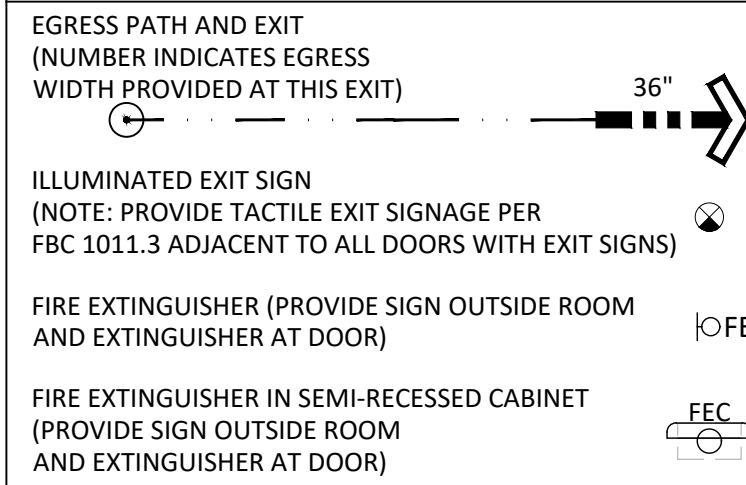 EGRESS PATH AND EXIT
(NUMBER INDICATES EGRESS
WIDTH PROVIDED AT THIS EXIT)
36"
ILLUMINATED EXIT SIGN
(NOTE: PROVIDE TACTILE EXIT SIGNAGE PER
FBC 1011.3 ADJACENT TO ALL DOORS WITH EXIT SIGNS)
FIRE EXTINGUISHER (PROVIDE SIGN OUTSIDE ROOM
AND EXTINGUISHER AT DOOR)
FE
FIRE EXTINGUISHER IN SEMI-RECESSED CABINET
(PROVIDE SIGN OUTSIDE ROOM
AND EXTINGUISHER AT DOOR)
FEC